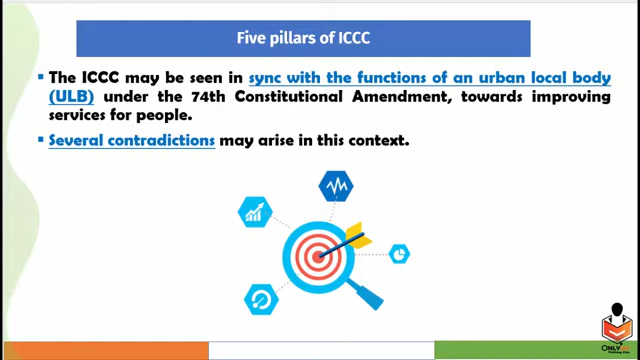 Five pillars of ICCC
The ICCC may be seen in sync with the functions of an urban local body
(ULB) under the 74th Constitutional Amendment, towards improving
services for people.
Several contradictions may arise in this context.
ONLY